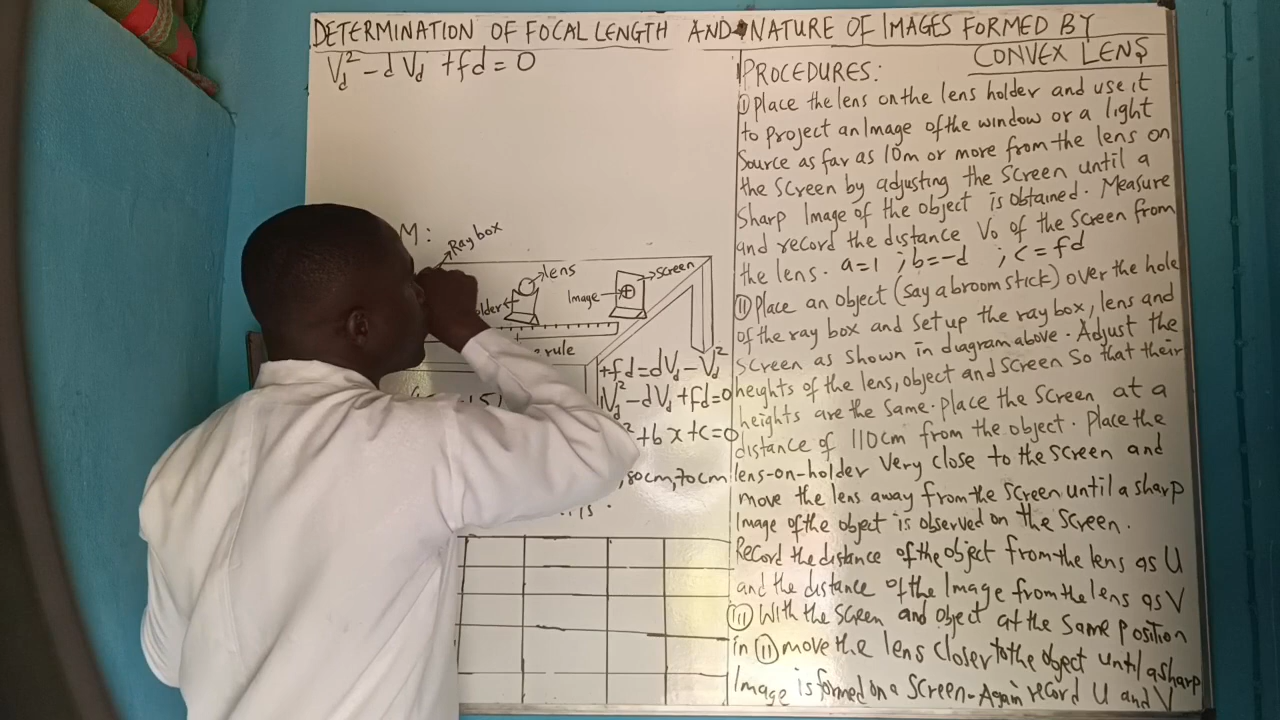 DETERMINATION OF FOCAL LENGTH AND NATURE OF IMAGES FORMED BY
CONVEX LENS
V_d² - d V_d + fd = 0
M:
Ray box
lens
screen
Image
older
rule
+fd = dV_d - V_d²
V_d² - dV_d + fd = 0
² + bx + c = 0
, 80cm, 70cm
PROCEDURES:
(I) Place the lens on the lens holder and use it
to project an Image of the window or a light
Source as far as 10m or more from the lens on
the screen by adjusting the screen until a
Sharp Image of the object is obtained. Measure
and record the distance V₀ of the screen from
the lens. a=1 ; b=-d ; c = fd
(II) Place an object (say a broom stick) over the hole
of the ray box and set up the ray box, lens and
screen as shown in diagram above. Adjust the
heights of the lens, object and screen so that their
heights are the same. Place the screen at a
distance of 110cm from the object. Place the
lens-on-holder very close to the screen and
move the lens away from the screen until a sharp
Image of the object is observed on the screen.
Record the distance of the object from the lens as U
and the distance of the Image from the lens as V
(III) With the screen and object at the same position
in (II) move the lens closer to the object until a sharp
Image is formed on a screen. Again record U and V